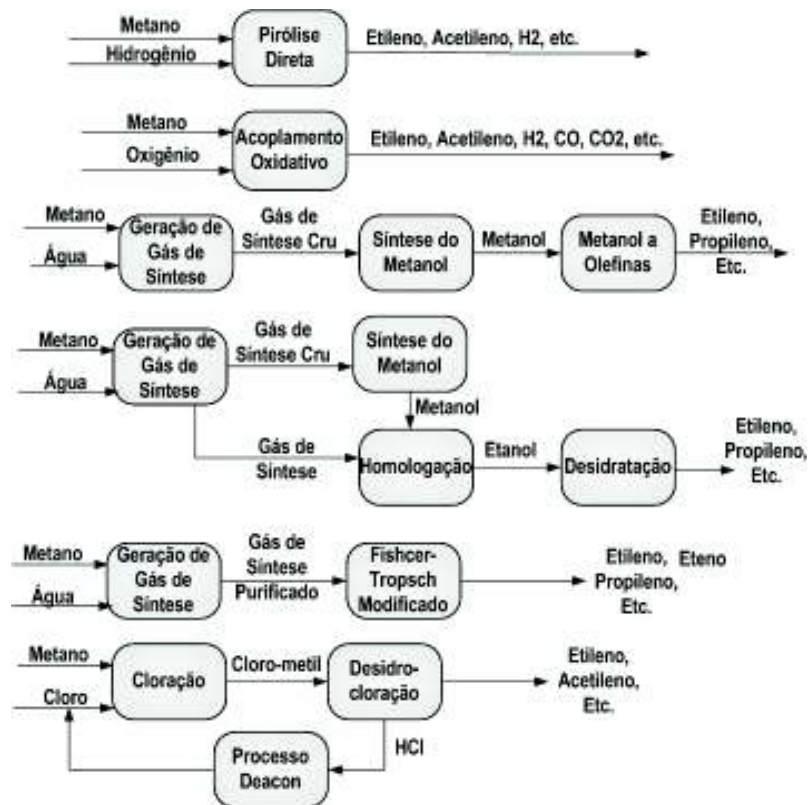 Metano
Hidrogênio
Pirólise
Direta
Etileno, Acetileno, H2, etc.
Metano
Oxigênio
Acoplamento
Oxidativo
Etileno, Acetileno, H2, CO, CO2, etc.
Metano
Água
Geração de
Gás de
Síntese
Gás de
Síntese Cru
Síntese do
Metanol
Metanol
Metanol a
Olefinas
Etileno,
Propileno,
Etc.
Metano
Água
Geração de
Gás de
Síntese
Gás de
Síntese Cru
Síntese do
Metanol
Metanol
Gás de
Síntese
Homologação
Etanol
Desidratação
Etileno,
Propileno,
Etc.
Metano
Água
Geração de
Gás de
Síntese
Gás de
Síntese
Purificado
Fishcer-
Tropsch
Modificado
Etileno, Eteno
Propileno,
Etc.
Metano
Cloro
Cloração
Cloro-metil
Desidro-
cloração
Etileno,
Acetileno,
Etc.
HCl
Processo
Deacon